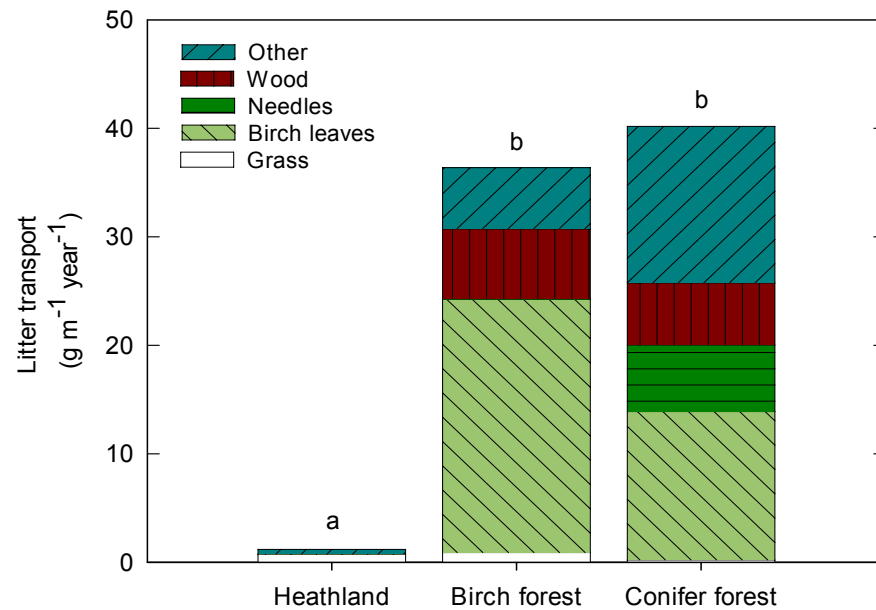 50
40
30
20
10
0
Litter transport
(g m⁻¹ year⁻¹)
Other
Wood
Needles
Birch leaves
Grass
a
b
b
Heathland
Birch forest
Conifer forest